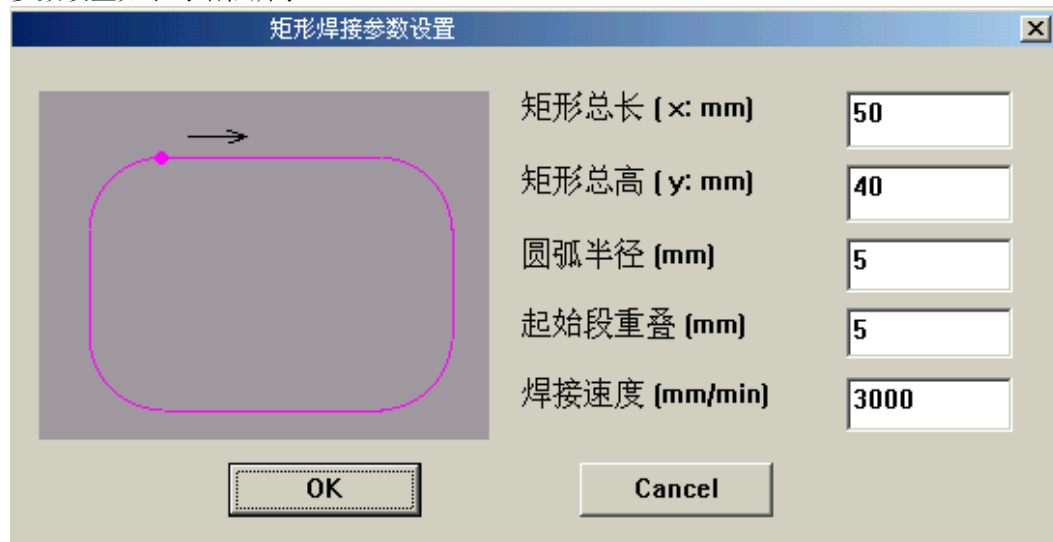 矩形焊接参数设置
矩形总长 ( x: mm)
50
矩形总高 ( y: mm)
40
圆弧半径 (mm)
5
起始段重叠 (mm)
5
焊接速度 (mm/min)
3000
OK
Cancel